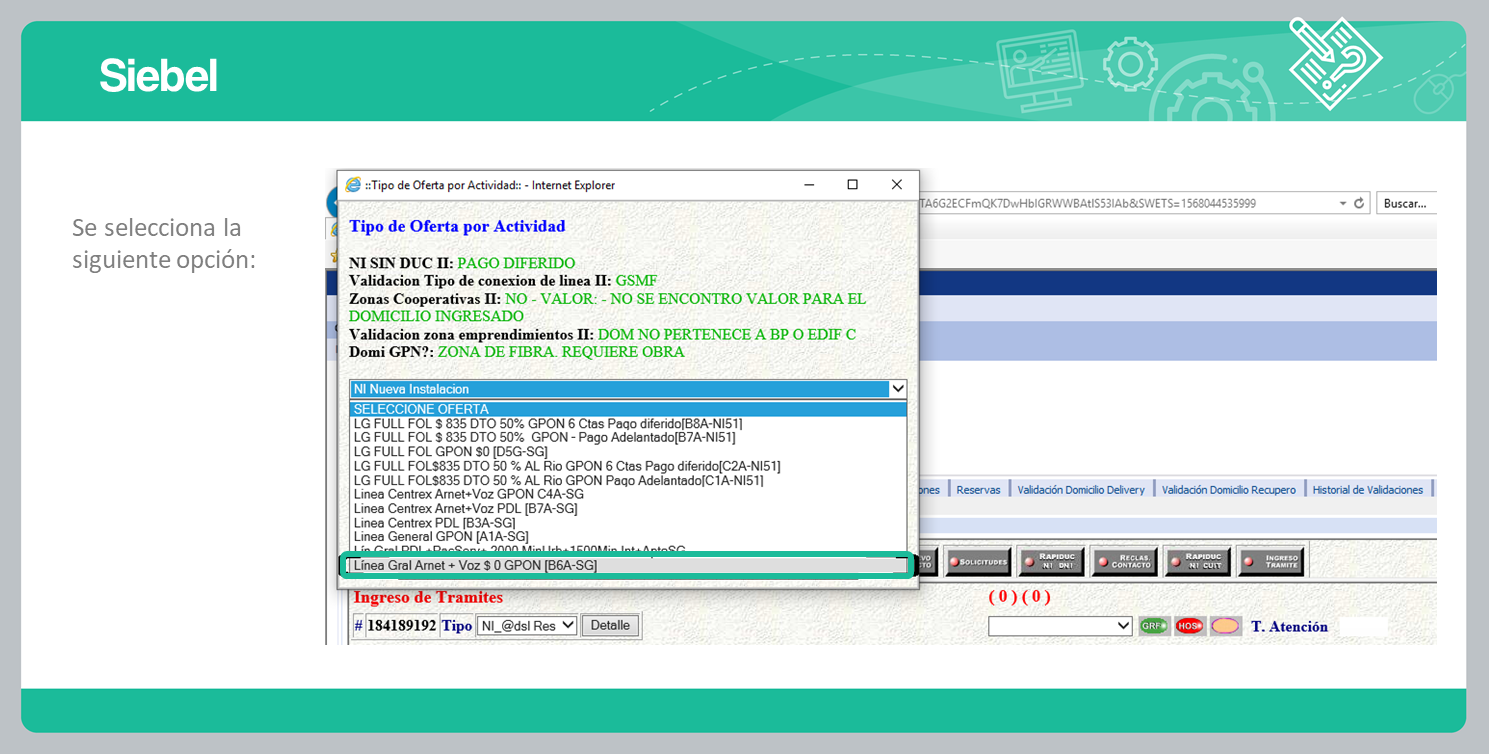 Siebel
Se selecciona la
siguiente opción:
::Tipo de Oferta por Actividad:: - Internet Explorer
TA6G2ECFmQK7DwHbIGRWWBAtIS53IAb&SWETS=1568044535999
Buscar...
Tipo de Oferta por Actividad
NI SIN DUC II: PAGO DIFERIDO
Validacion Tipo de conexion de linea II: GSMF
Zonas Cooperativas II: NO - VALOR: - NO SE ENCONTRO VALOR PARA EL
DOMICILIO INGRESADO
Validacion zona emprendimientos II: DOM NO PERTENECE A BP O EDIF C
Domi GPN?: ZONA DE FIBRA. REQUIERE OBRA
NI Nueva Instalacion
SELECCIONE OFERTA
LG FULL FOL $ 835 DTO 50% GPON 6 Ctas Pago diferido[B8A-NI51]
LG FULL FOL $ 835 DTO 50% GPON - Pago Adelantado[B7A-NI51]
LG FULL FOL GPON $0 [D5G-SG]
LG FULL FOL$835 DTO 50 % AL Rio GPON 6 Ctas Pago diferido[C2A-NI51]
LG FULL FOL$835 DTO 50 % AL Rio GPON Pago Adelantado[C1A-NI51]
Linea Centrex Arnet+Voz GPON C4A-SG
Linea Centrex Arnet+Voz PDL [B7A-SG]
Linea Centrex PDL [B3A-SG]
Linea General GPON [A1A-SG]
Lín Gral PDL+PacServ+ 2000 MinUrb+1500Min Int+AptoSG
Línea Gral Arnet + Voz $ 0 GPON [B6A-SG]
ones Reservas Validación Domicilio Delivery Validación Domicilio Recupero Historial de Validaciones
SOLICITUDES
RAPIDUC
NI DNI
RECLAS.
CONTACTO
RAPIDUC
NI CUIT
INGRESO
TRAMITE
Ingreso de Tramites
( 0 ) ( 0 )
# 184189192 Tipo NI_@dsl Res Detalle
GRF HOS T. Atención